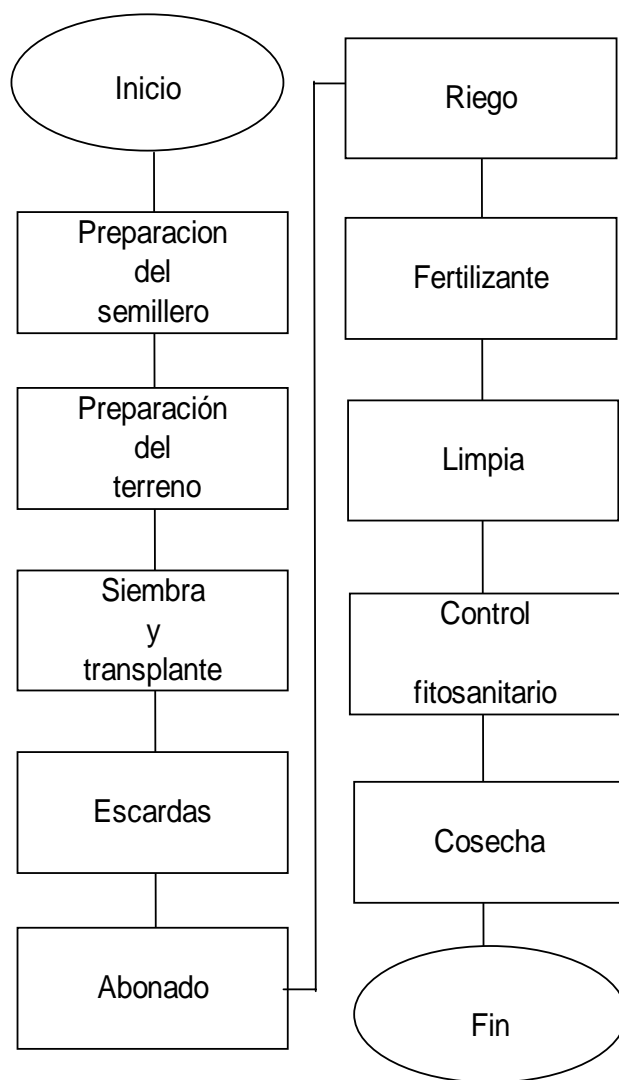 Inicio
Preparacion
del
semillero
Preparación
del
terreno
Siembra
y
transplante
Escardas
Abonado
Riego
Fertilizante
Limpia
Control
fitosanitario
Cosecha
Fin